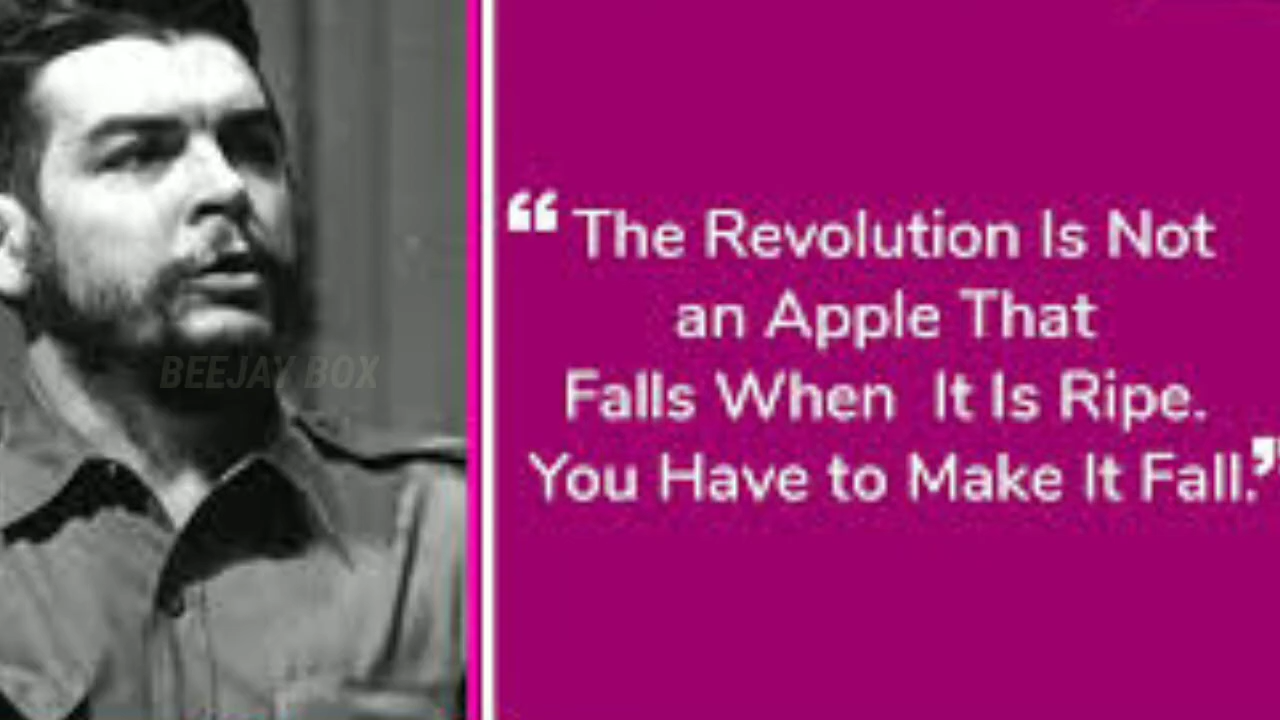 BEEJAY BOX
“ The Revolution Is Not
an Apple That
Falls When It Is Ripe.
You Have to Make It Fall.”